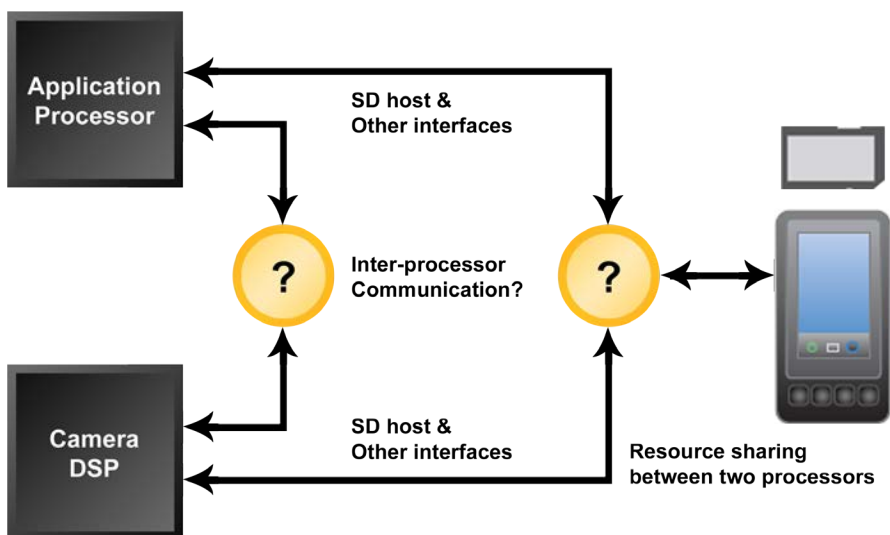 Application
Processor
SD host &
Other interfaces
?
Inter-processor
Communication?
?
Camera
DSP
SD host &
Other interfaces
Resource sharing
between two processors